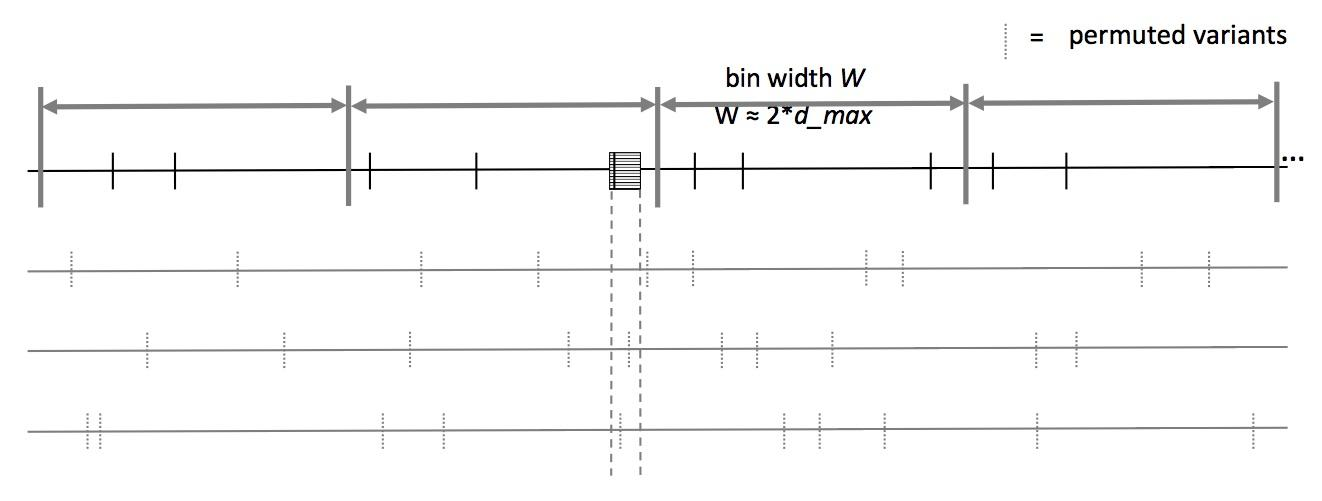 = permuted variants
bin width W
W ≈ 2*d_max
...